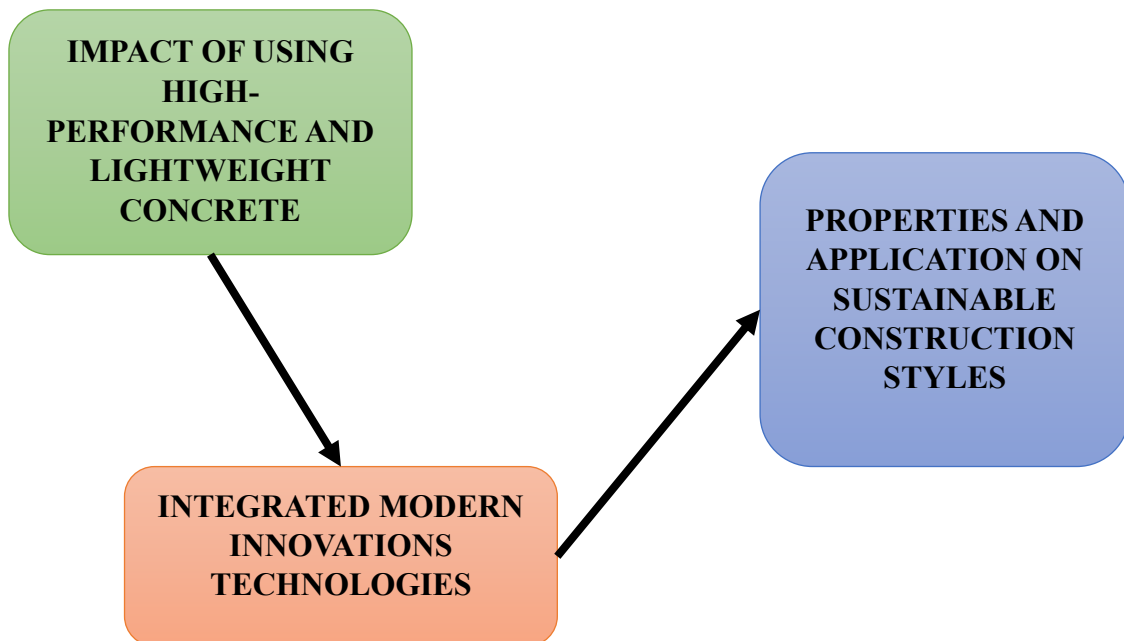 IMPACT OF USING
HIGH-
PERFORMANCE AND
LIGHTWEIGHT
CONCRETE
INTEGRATED MODERN
INNOVATIONS
TECHNOLOGIES
PROPERTIES AND
APPLICATION ON
SUSTAINABLE
CONSTRUCTION
STYLES